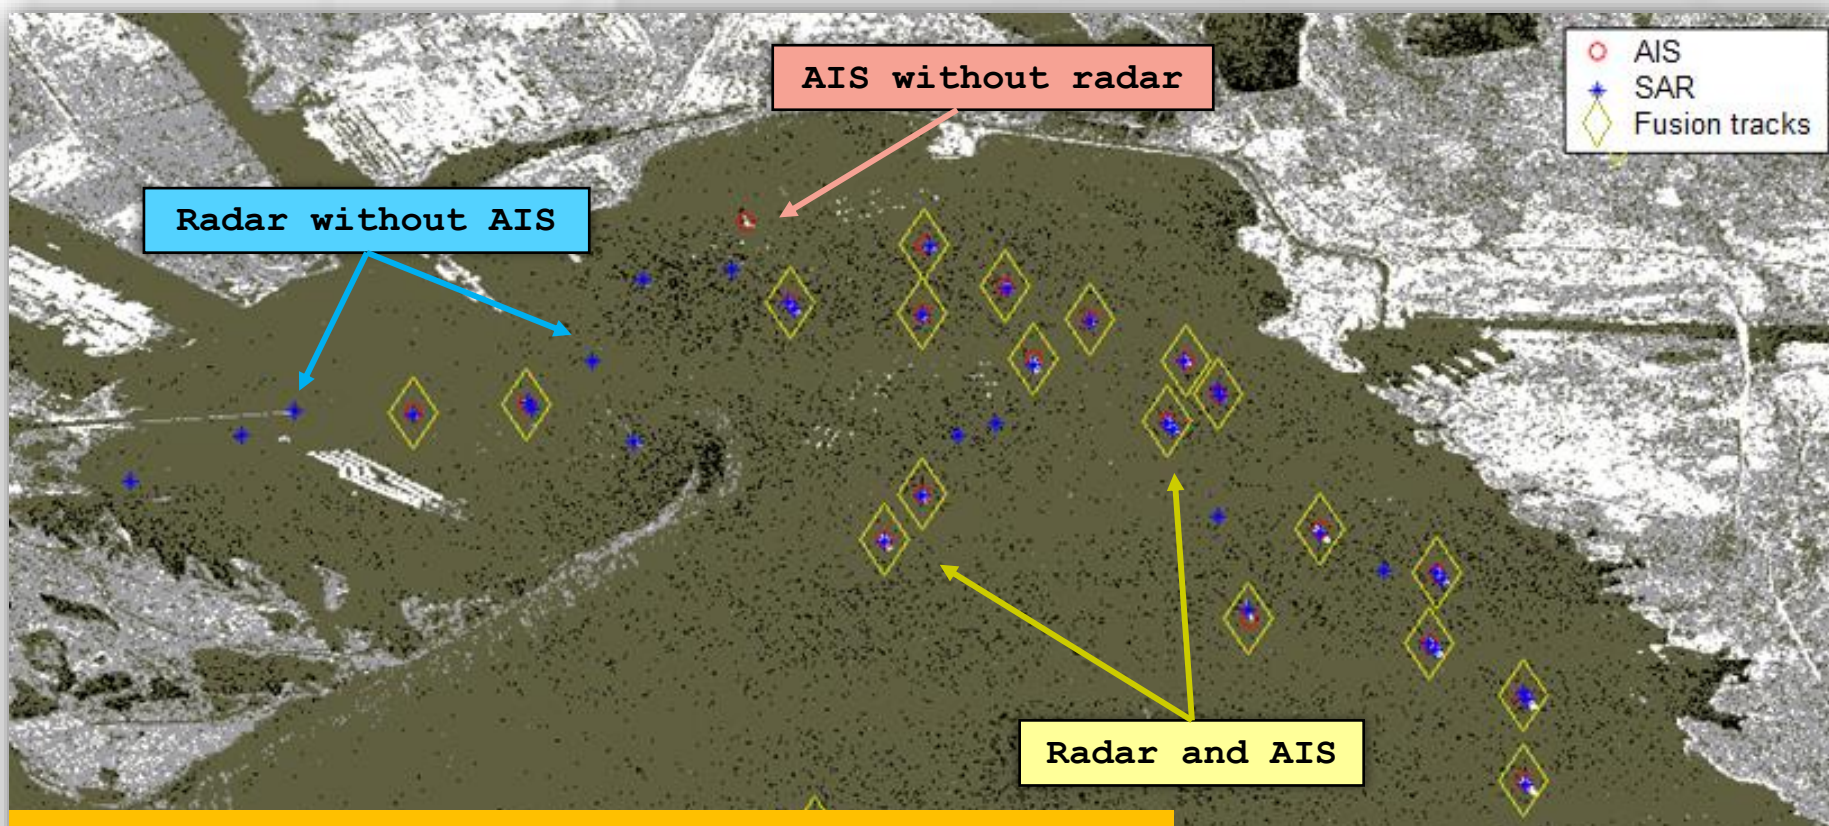 AIS without radar
AIS
SAR
Fusion tracks
Radar without AIS
Radar and AIS